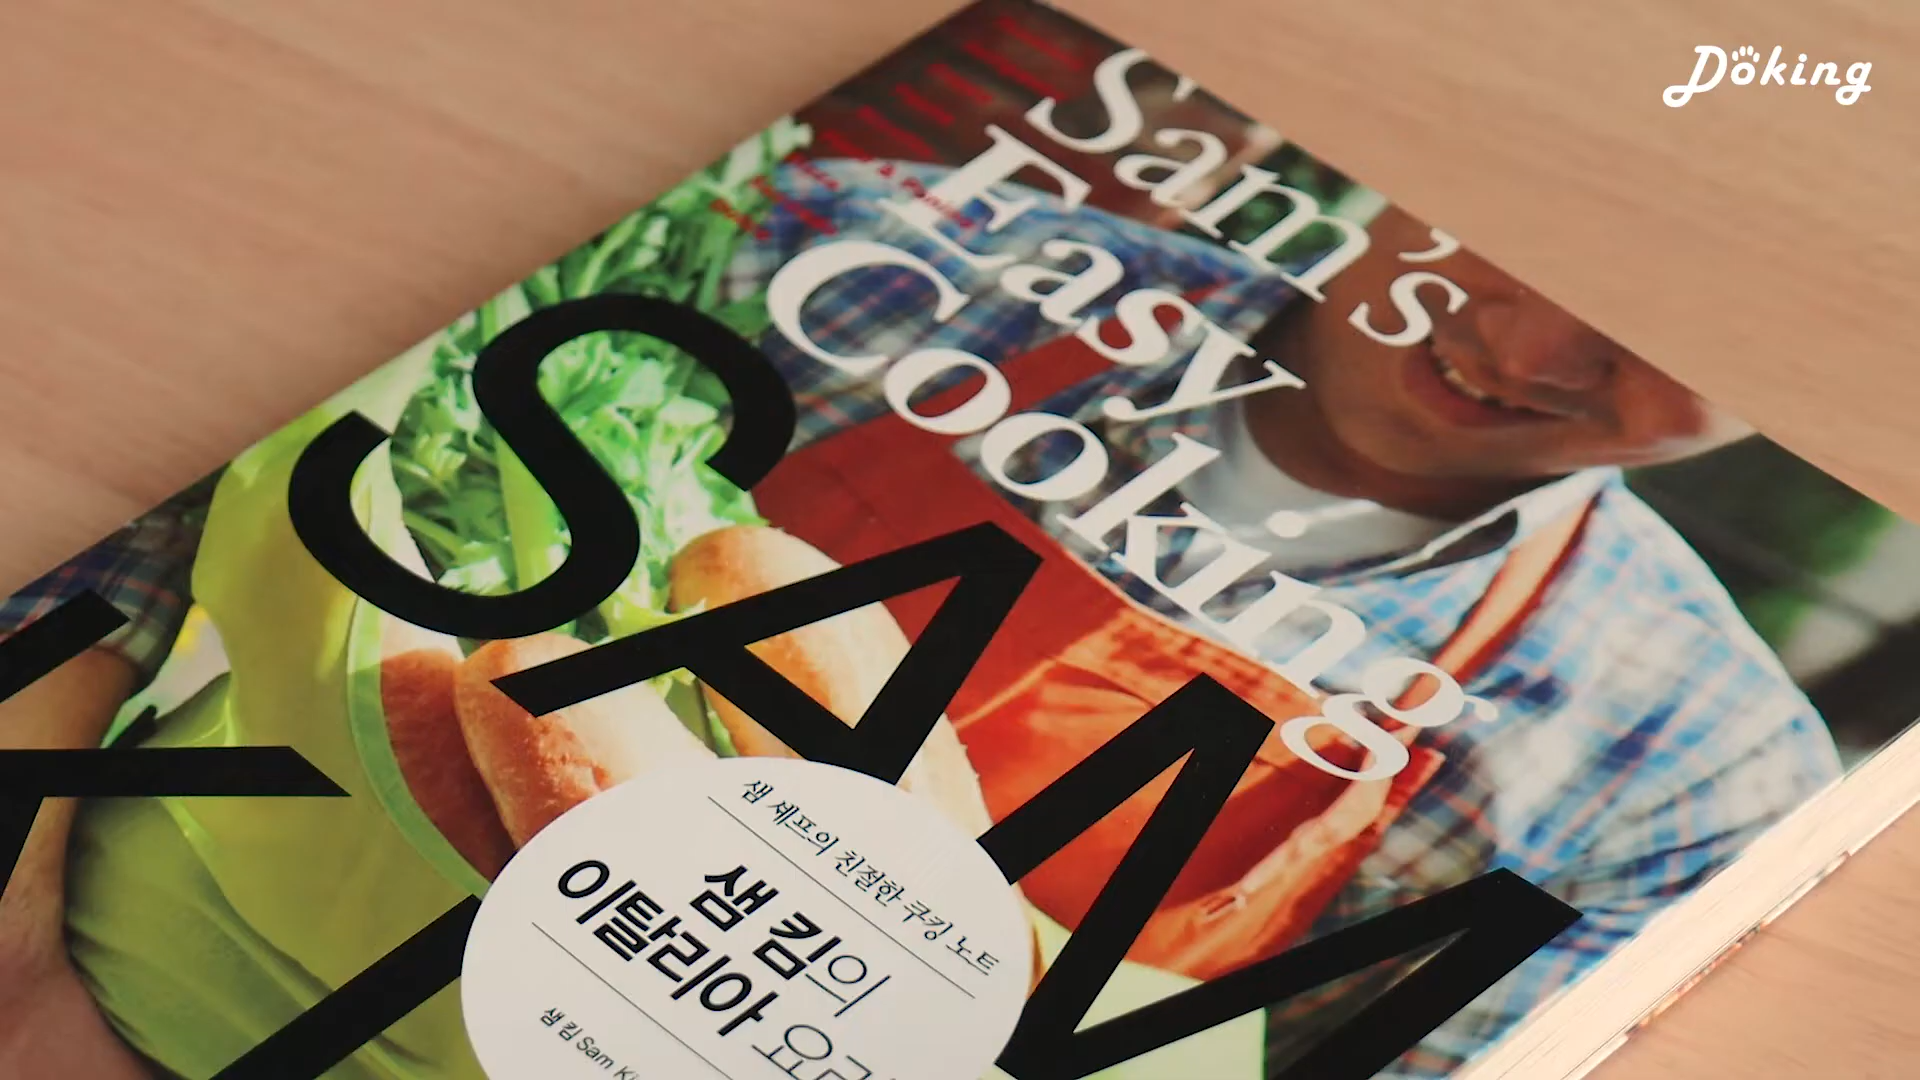 Döking
Sam's
Easy
Cooking
SAM
샘 셰프의 친절한 쿠킹 노트
샘 킴의
이탈리아
샘 킴 Sam